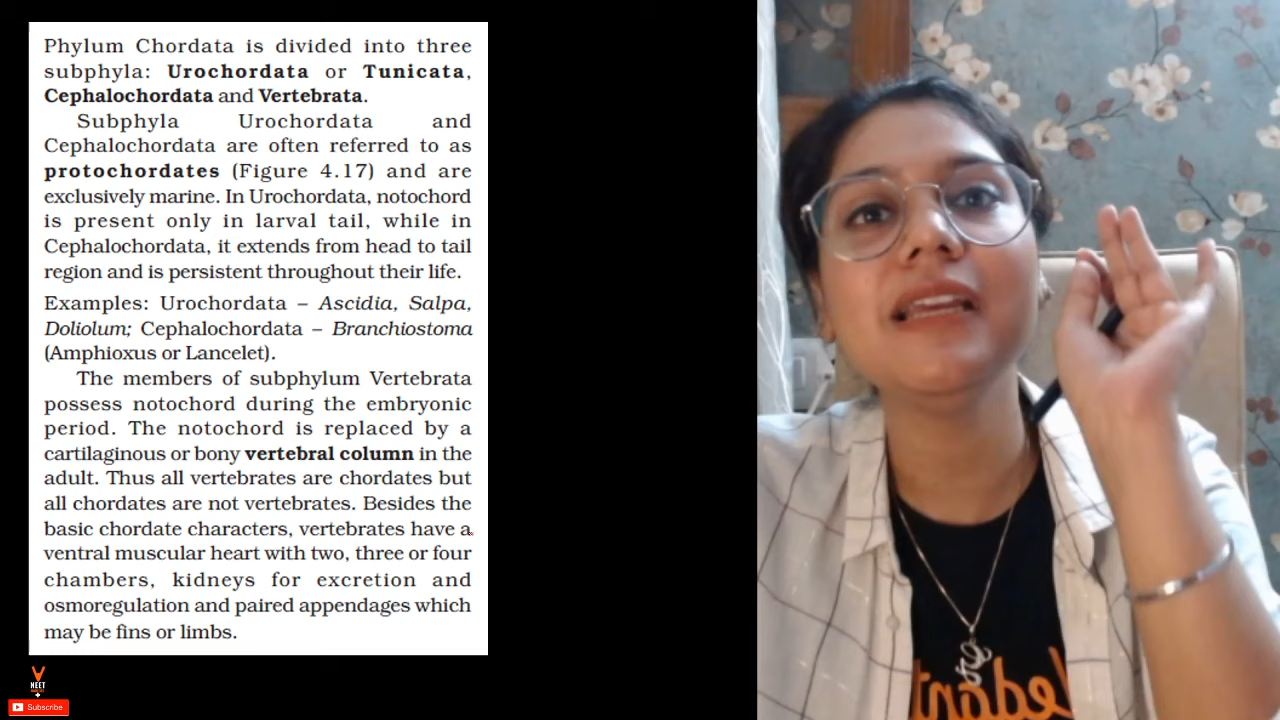 Phylum Chordata is divided into three
subphyla: Urochordata or Tunicata,
Cephalochordata and Vertebrata.
Subphyla Urochordata and
Cephalochordata are often referred to as
protochordates (Figure 4.17) and are
exclusively marine. In Urochordata, notochord
is present only in larval tail, while in
Cephalochordata, it extends from head to tail
region and is persistent throughout their life.
Examples: Urochordata – Ascidia, Salpa,
Doliolum; Cephalochordata – Branchiostoma
(Amphioxus or Lancelet).
The members of subphylum Vertebrata
possess notochord during the embryonic
period. The notochord is replaced by a
cartilaginous or bony vertebral column in the
adult. Thus all vertebrates are chordates but
all chordates are not vertebrates. Besides the
basic chordate characters, vertebrates have a
ventral muscular heart with two, three or four
chambers, kidneys for excretion and
osmoregulation and paired appendages which
may be fins or limbs.
NEET
Subscribe
Vedant